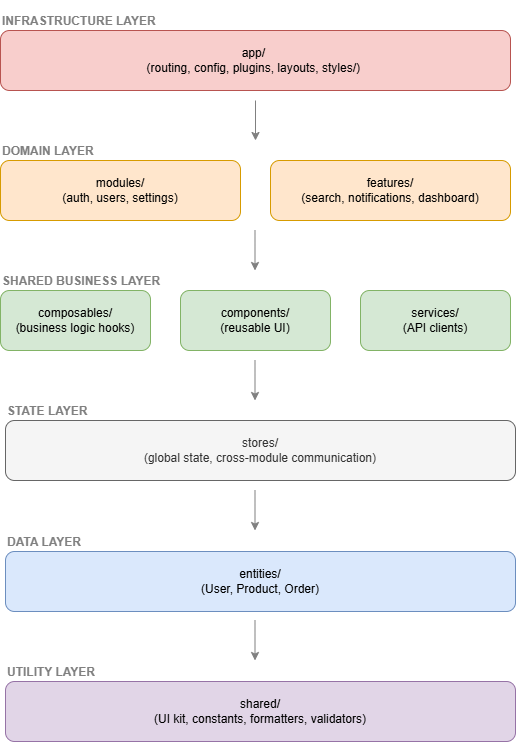 INFRASTRUCTURE LAYER
app/
(routing, config, plugins, layouts, styles/)
DOMAIN LAYER
modules/
(auth, users, settings)
features/
(search, notifications, dashboard)
SHARED BUSINESS LAYER
composables/
(business logic hooks)
components/
(reusable UI)
services/
(API clients)
STATE LAYER
stores/
(global state, cross-module communication)
DATA LAYER
entities/
(User, Product, Order)
UTILITY LAYER
shared/
(UI kit, constants, formatters, validators)